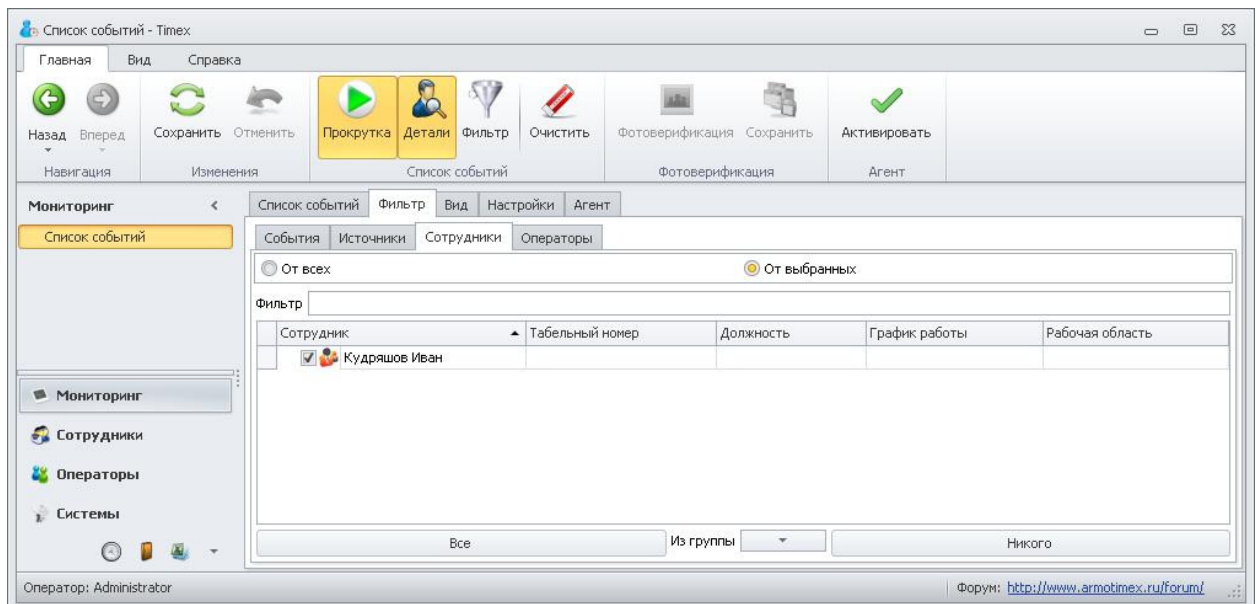 Список событий - Timex
Главная Вид Справка
Назад Вперед Сохранить Отменить Прокрутка Детали Фильтр Очистить Фотоверификация Сохранить Активировать
Навигация Изменения Список событий Фотоверификация Агент
Мониторинг
Список событий
Список событий Фильтр Вид Настройки Агент
События Источники Сотрудники Операторы
От всех От выбранных
Фильтр
Сотрудник Табельный номер Должность График работы Рабочая область
Кудряшов Иван
Мониторинг
Сотрудники
Операторы
Системы
Все Из группы Никого
Оператор: Administrator Форум: http://www.armotimex.ru/forum/